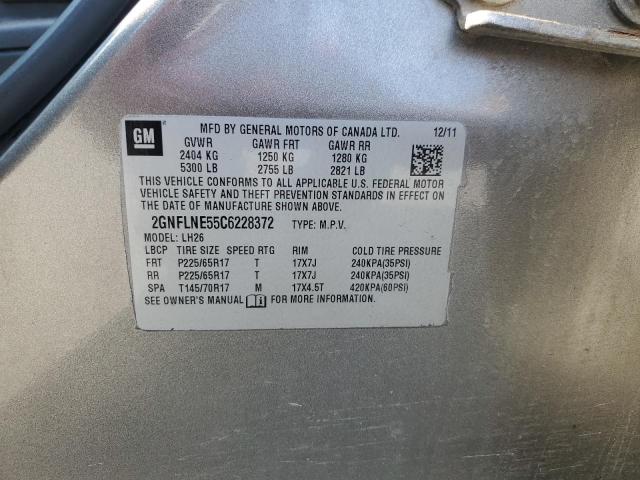 GM
MFD BY GENERAL MOTORS OF CANADA LTD. 12/11
GVWR GAWR FRT GAWR RR
2404 KG 1250 KG 1280 KG
5300 LB 2755 LB 2821 LB
THIS VEHICLE CONFORMS TO ALL APPLICABLE U.S. FEDERAL MOTOR
VEHICLE SAFETY AND THEFT PREVENTION STANDARDS IN EFFECT ON
THE DATE OF MANUFACTURE SHOWN ABOVE.
2GNFLNE55C6228372 TYPE: M.P.V.
MODEL: LH26
LBCP TIRE SIZE SPEED RTG RIM COLD TIRE PRESSURE
FRT P225/65R17 T 17X7J 240KPA(35PSI)
RR P225/65R17 T 17X7J 240KPA(35PSI)
SPA T145/70R17 M 17X4.5T 420KPA(60PSI)
SEE OWNER'S MANUAL FOR MORE INFORMATION.